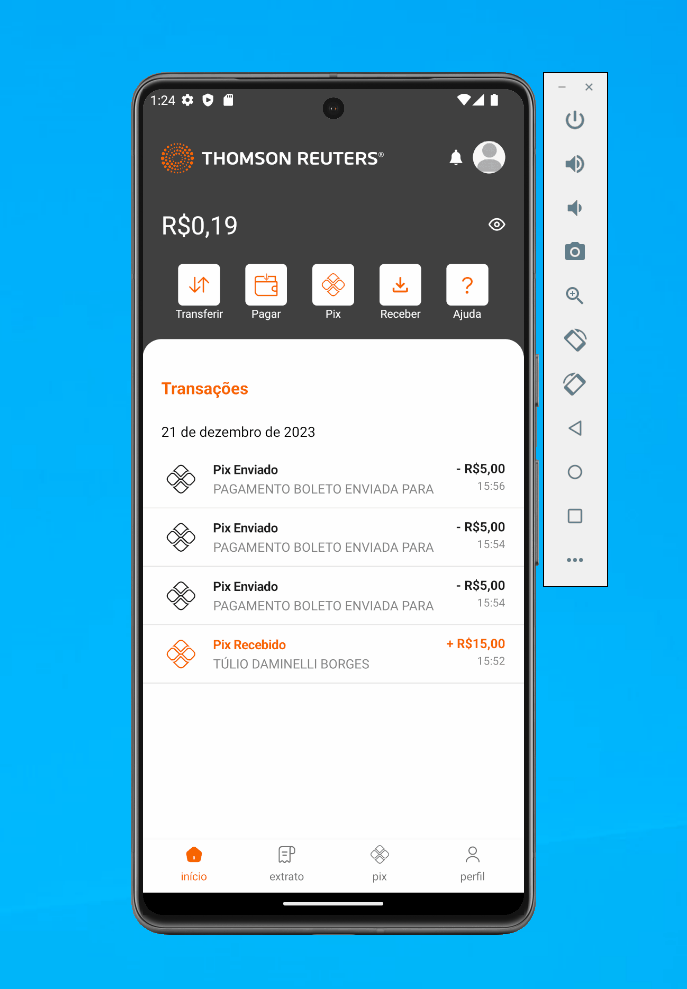 1:24
THOMSON REUTERS®
R$0,19
Transferir Pagar Pix Receber Ajuda
Transações
21 de dezembro de 2023
Pix Enviado - R$5,00
PAGAMENTO BOLETO ENVIADA PARA 15:56
Pix Enviado - R$5,00
PAGAMENTO BOLETO ENVIADA PARA 15:54
Pix Enviado - R$5,00
PAGAMENTO BOLETO ENVIADA PARA 15:54
Pix Recebido + R$15,00
TÚLIO DAMINELLI BORGES 15:52
início extrato pix perfil